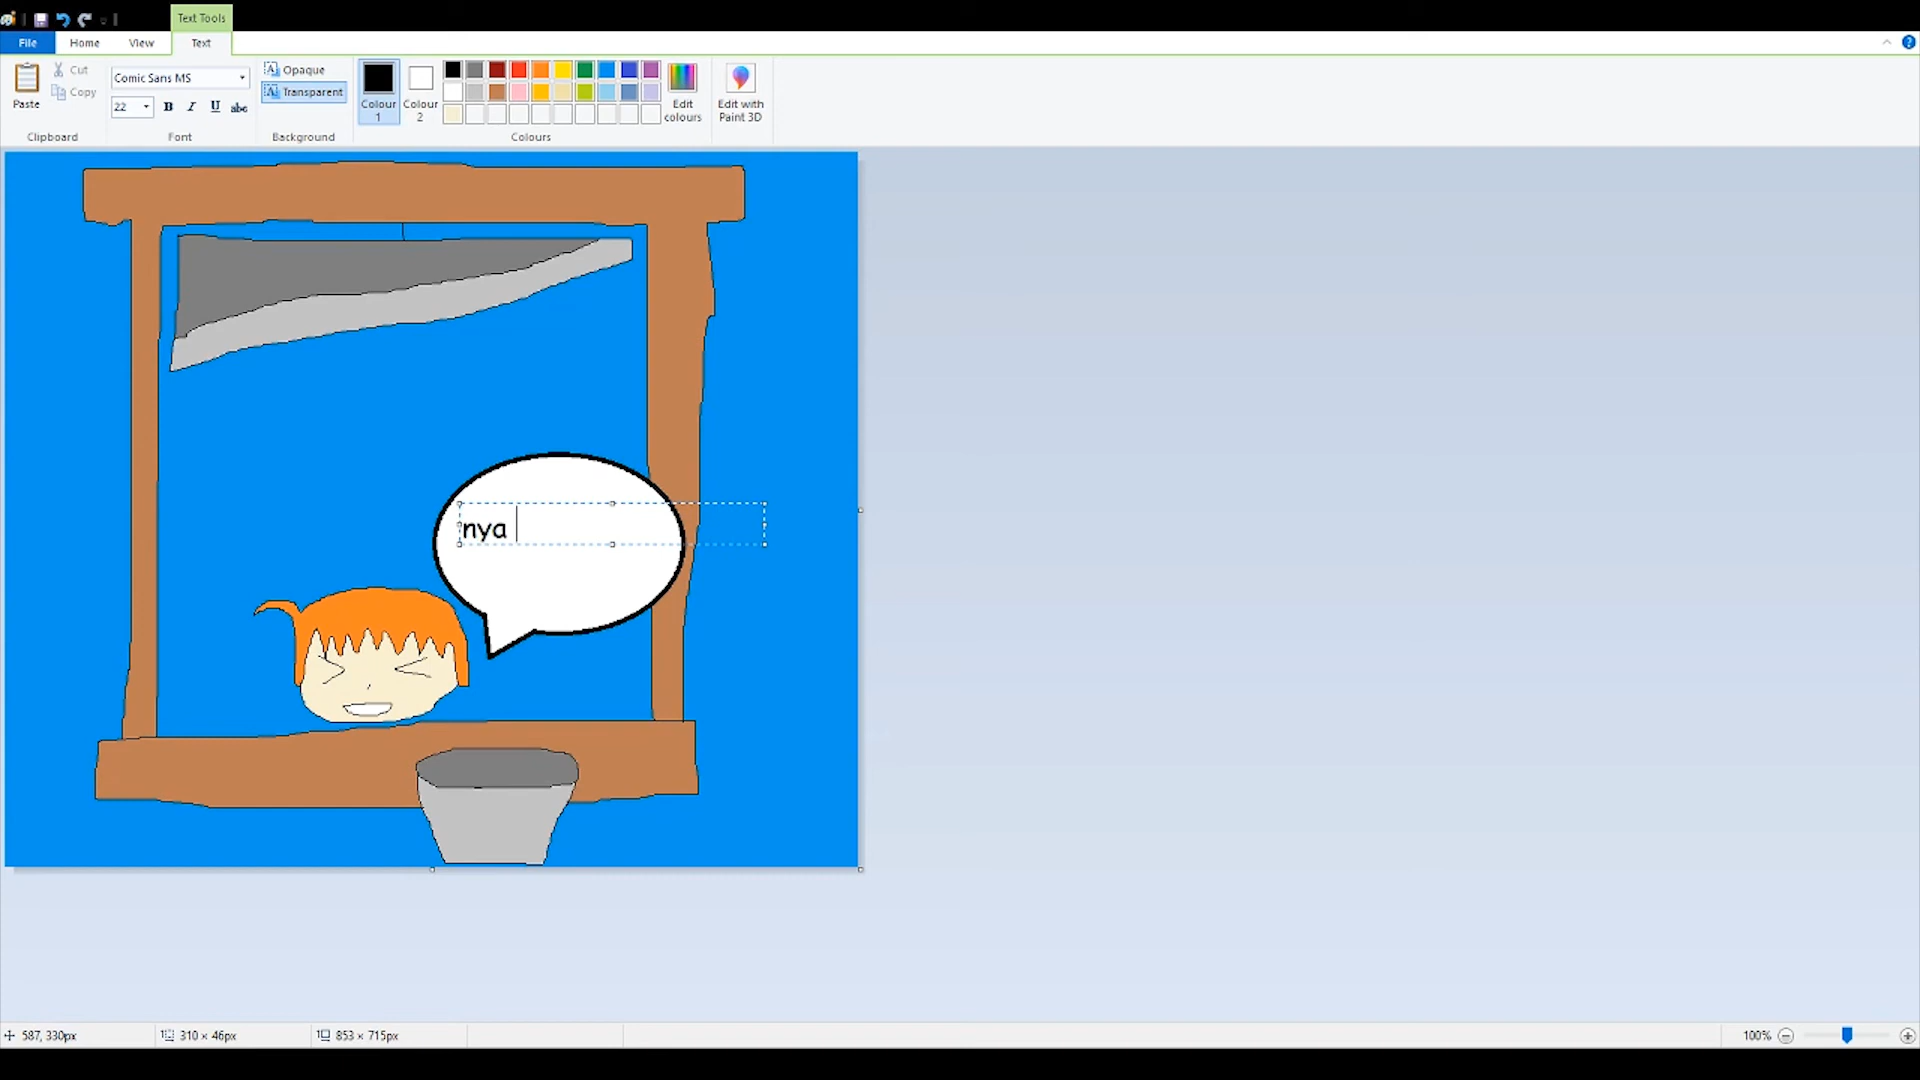 Text Tools
File Home View Text
Cut
Copy
Paste
Clipboard
Comic Sans MS
22 B I U abc
Font
Opaque
Transparent
Background
Colour 1
Colour 2
Edit colours
Colours
Edit with Paint 3D
nya
587, 330px 310 × 46px 853 × 715px 100%